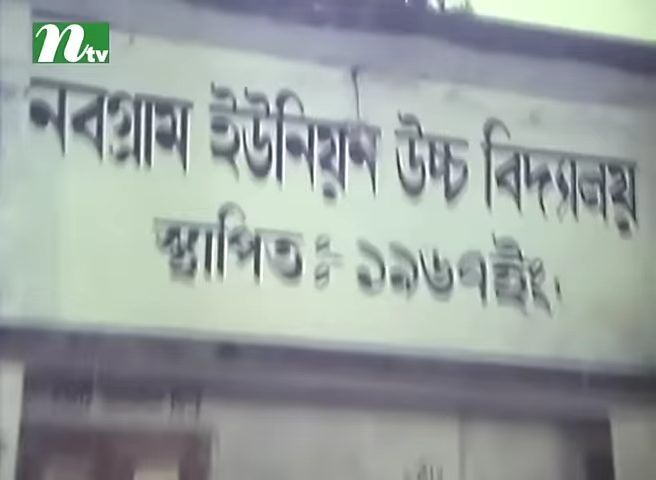 ntv
নবগ্রাম ইউনিয়ন উচ্চ বিদ্যালয়
স্থাপিত : ১৯৬৭ইং